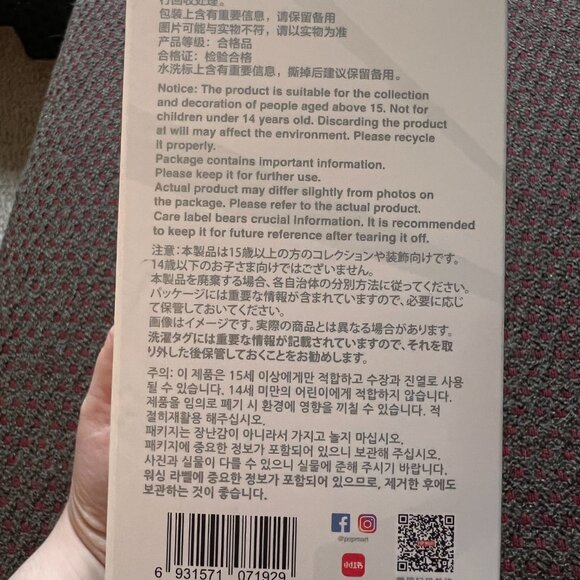 行回收处理。
包装上含有重要信息，请保留备用
图片可能与实物不符，请以实物为准
产品等级：合格品
合格证：检验合格
水洗标上含有重要信息，撕掉后建议保留备用。
Notice: The product is suitable for the collection
and decoration of people aged above 15. Not for
children under 14 years old. Discarding the product
at will may affect the environment. Please recycle
it properly.
Package contains important information.
Please keep it for further use.
Actual product may differ slightly from photos on
the package. Please refer to the actual product.
Care label bears crucial information. It is recommended
to keep it for future reference after tearing it off.
注意：本製品は15歳以上の方のコレクションや装飾向けです。
14歳以下のお子さま向けではございません。
本製品を廃棄する場合、各自治体の分別方法に従ってください。
パッケージには重要な情報が含まれていますので、必要に応じ
て保管しておいてください。
画像はイメージです。実際の商品とは異なる場合があります。
洗濯タグには重要な情報が記載されていますので、それを取
り外した後保管しておくことをお勧めします。
주의: 이 제품은 15세 이상에게만 적합하고 수장과 진열로 사용
될 수 있습니다. 14세 미만의 어린이에게 적합하지 않습니다.
제품을 임의로 폐기 시 환경에 영향을 끼칠 수 있습니다. 적
절히재활용 해주십시오.
패키지는 장난감이 아니라서 가지고 놀지 마십시오.
패키지에 중요한 정보가 포함되어 있으니 보관해 주십시오.
사진과 실물이 다를 수 있으니 실물에 준해 주시기 바랍니다.
워싱 라벨에 중요한 정보가 포함되어 있으므로, 제거한 후에도
보관하는 것이 좋습니다.
@popmart
小红书
6 931571 071929